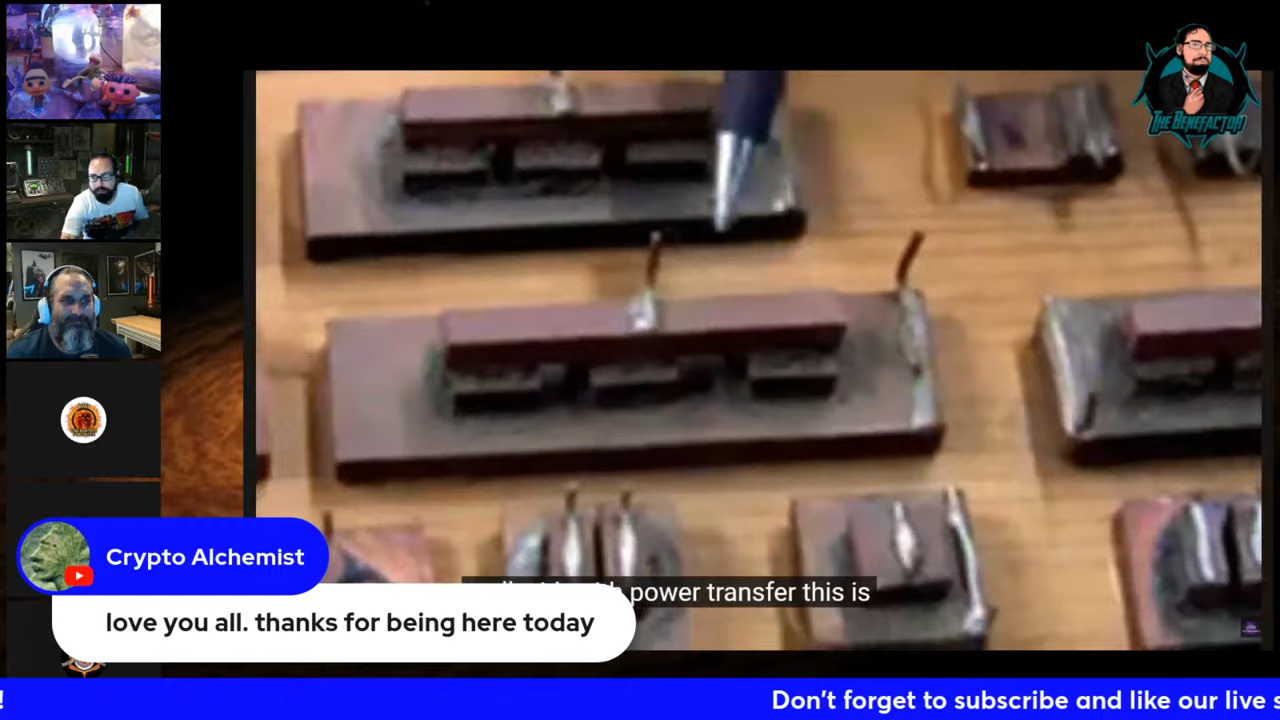 THE BENEFACTOR
power transfer this is
Crypto Alchemist
love you all. thanks for being here today
!
Don't forget to subscribe and like our live s